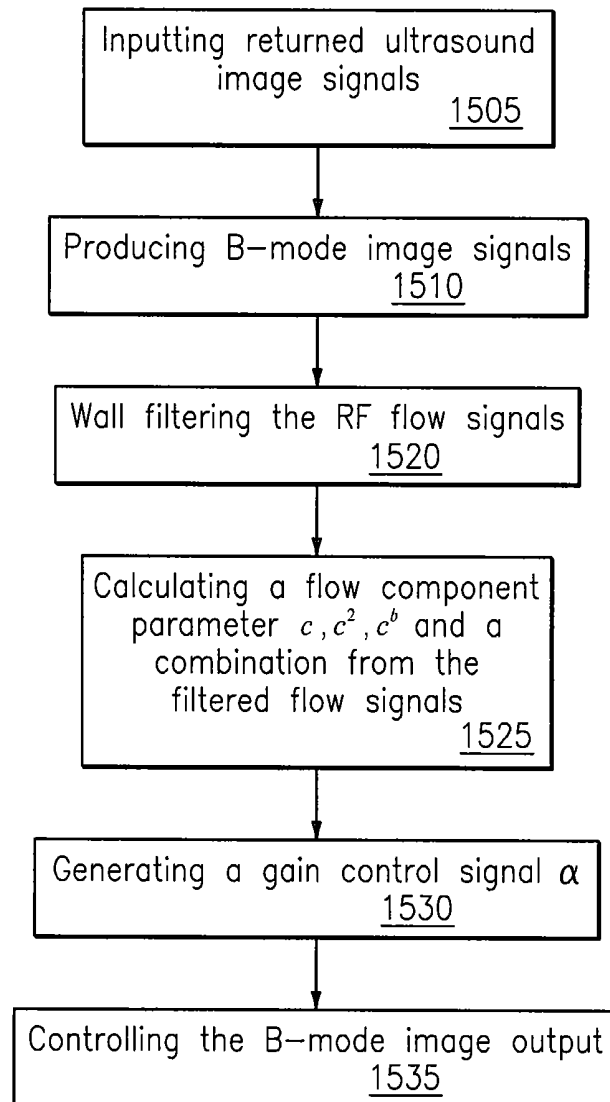 Inputting returned ultrasound
image signals
1505
Producing B-mode image signals
1510
Wall filtering the RF flow signals
1520
Calculating a flow component
parameter c, c², cᵇ and a
combination from the
filtered flow signals
1525
Generating a gain control signal α
1530
Controlling the B-mode image output
1535